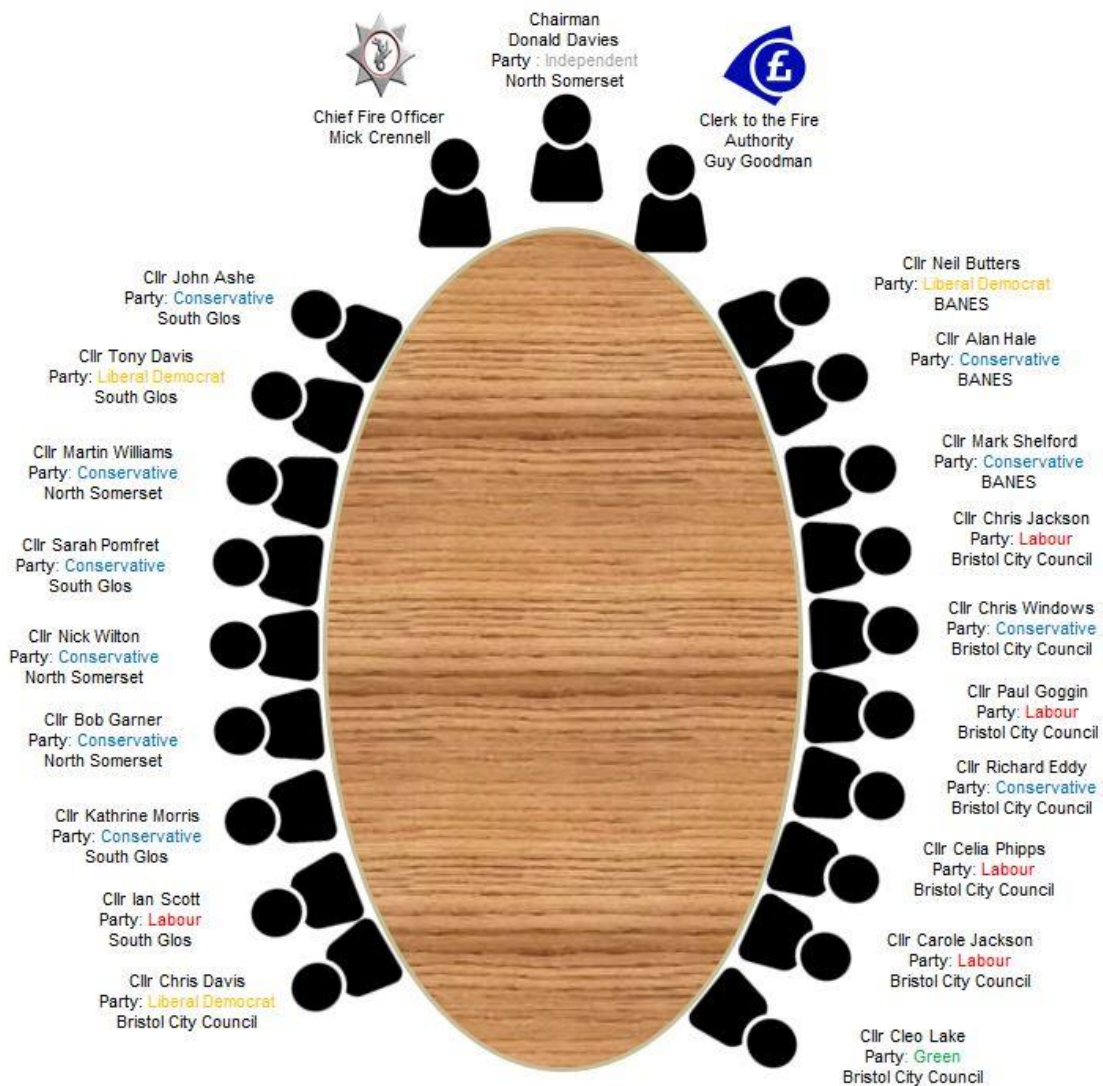 Chairman
Donald Davies
Party : Independent
North Somerset
Chief Fire Officer
Mick Crennell
£
Clerk to the Fire
Authority
Guy Goodman
Cllr John Ashe
Party: Conservative
South Glos
Cllr Tony Davis
Party: Liberal Democrat
South Glos
Cllr Martin Williams
Party: Conservative
North Somerset
Cllr Sarah Pomfret
Party: Conservative
South Glos
Cllr Nick Wilton
Party: Conservative
North Somerset
Cllr Bob Garner
Party: Conservative
North Somerset
Cllr Kathrine Morris
Party: Conservative
South Glos
Cllr Ian Scott
Party: Labour
South Glos
Cllr Chris Davis
Party: Liberal Democrat
Bristol City Council
Cllr Neil Butters
Party: Liberal Democrat
BANES
Cllr Alan Hale
Party: Conservative
BANES
Cllr Mark Shelford
Party: Conservative
BANES
Cllr Chris Jackson
Party: Labour
Bristol City Council
Cllr Chris Windows
Party: Conservative
Bristol City Council
Cllr Paul Goggin
Party: Labour
Bristol City Council
Cllr Richard Eddy
Party: Conservative
Bristol City Council
Cllr Celia Phipps
Party: Labour
Bristol City Council
Cllr Carole Jackson
Party: Labour
Bristol City Council
Cllr Cleo Lake
Party: Green
Bristol City Council